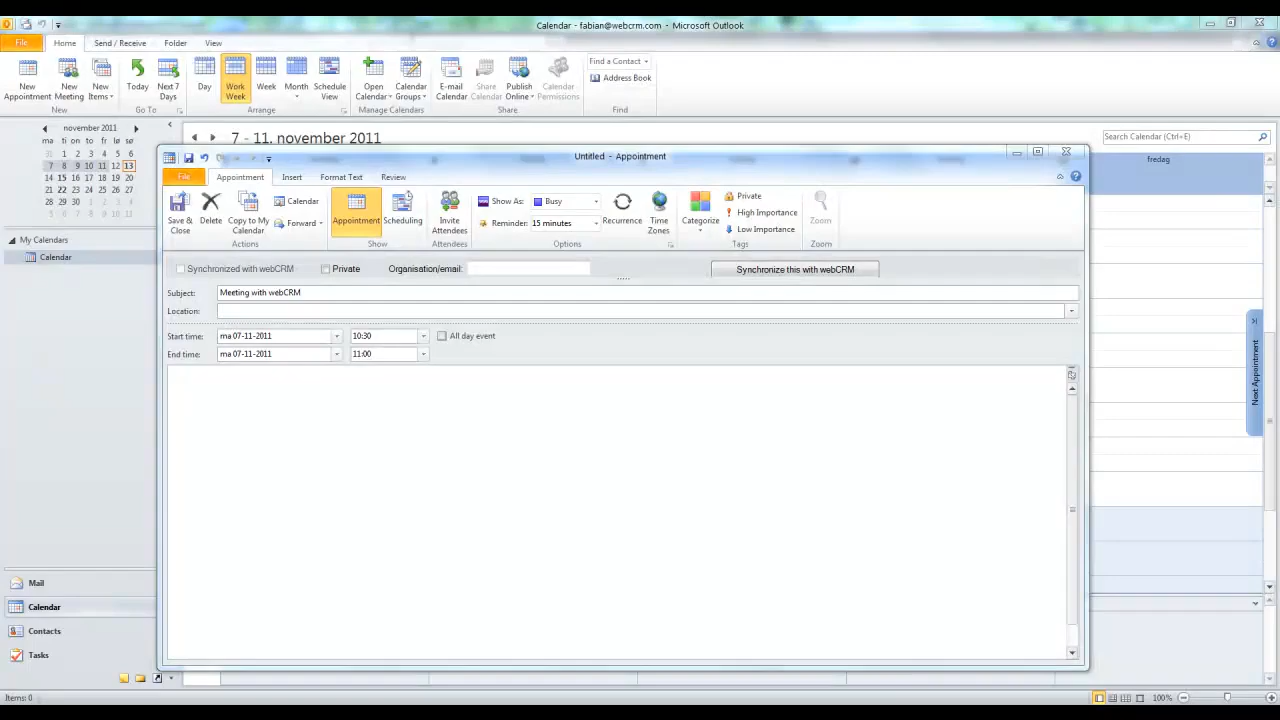 Calendar - fabian@webcrm.com - Microsoft Outlook
File Home Send / Receive Folder View
New Appointment New Meeting New Items Today Next 7 Days Day Work Week Week Month Schedule View Open Calendar Calendar Groups E-mail Calendar Share Calendar Publish Online Calendar Permissions Find a Contact
Address Book
New Go To Arrange Manage Calendars Share Find
november 2011
ma ti on to fr lø sø
31 1 2 3 4 5 6
7 8 9 10 11 12 13
14 15 16 17 18 19 20
21 22 23 24 25 26 27
28 29 30 1 2 3 4
5 6 7 8 9 10 11
My Calendars
Calendar
7 - 11. november 2011
Search Calendar (Ctrl+E)
fredag
Untitled - Appointment
File Appointment Insert Format Text Review
Save & Close Delete Copy to My Calendar Calendar
Forward
Appointment Scheduling Invite Attendees
Show As: Busy
Reminder: 15 minutes
Recurrence Time Zones Categorize
Private
High Importance
Low Importance
Zoom
Actions Show Attendees Options Tags Zoom
Synchronized with webCRM Private Organisation/email: Synchronize this with webCRM
Subject: Meeting with webCRM
Location:
Start time: ma 07-11-2011 10:30 All day event
End time: ma 07-11-2011 11:00
Next Appointment
Mail
Calendar
Contacts
Tasks
Items: 0
100%